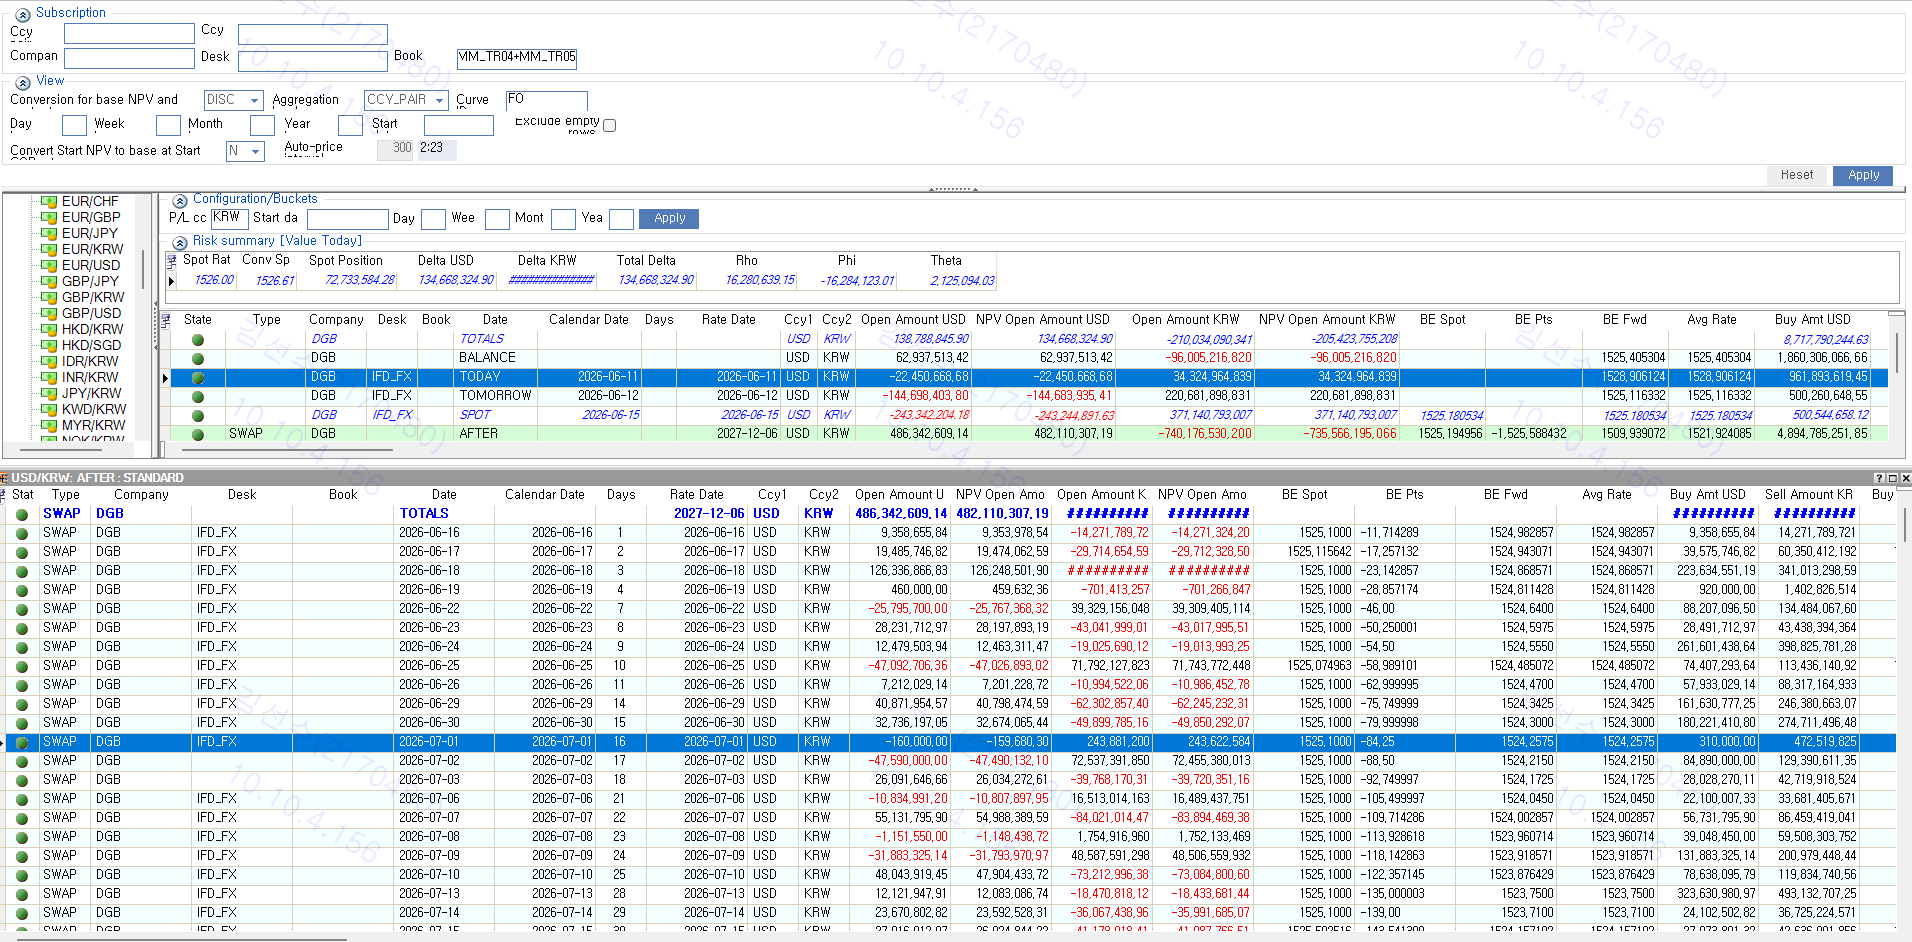 Subscription
Ccy Ccy
Compan Desk Book MM_TR04+MM_TR05
View
Conversion for base NPV and DISC Aggregation CCY_PAIR Curve FO
Day Week Month Year Start Exclude empty rows
Convert Start NPV to base at Start N Auto-price 300 2:23
Reset Apply
EUR/CHF
EUR/GBP
EUR/JPY
EUR/KRW
EUR/USD
GBP/JPY
GBP/KRW
GBP/USD
HKD/KRW
HKD/SGD
IDR/KRW
INR/KRW
JPY/KRW
KWD/KRW
MYR/KRW
NOK/KRW
Configuration/Buckets
P/L cc KRW Start da Day Wee Mont Yea Apply
Risk summary [Value Today]
Spot Rat Conv Sp Spot Position Delta USD Delta KRW Total Delta Rho Phi Theta
1526.00 1526.61 72,733,584.28 134,668,324.90 ############## 134,668,324.90 16,280,639.15 -16,284,123.01 2,125,094.03
State Type Company Desk Book Date Calendar Date Days Rate Date Ccy1 Ccy2 Open Amount USD NPV Open Amount USD Open Amount KRW NPV Open Amount KRW BE Spot BE Pts BE Fwd Avg Rate Buy Amt USD
DGB TOTALS USD KRW 138,788,845.90 134,668,324.90 -210,034,090,341 -205,423,755,208 8,717,790,244.63
DGB BALANCE USD KRW 62,937,513.42 62,937,513.42 -96,005,216,820 -96,005,216,820 1525.405304 1525.405304 1,860,306,066.66
DGB IFD_FX TODAY 2026-06-11 2026-06-11 USD KRW -22,450,668.68 -22,450,668.68 34,324,964,839 34,324,964,839 1528.906124 1528.906124 961,893,619.45
DGB IFD_FX TOMORROW 2026-06-12 2026-06-12 USD KRW -144,698,403.80 -144,683,935.41 220,681,898,831 220,681,898,831 1525.116332 1525.116332 500,260,648.55
DGB IFD_FX SPOT 2026-06-15 2026-06-15 USD KRW -243,342,204.18 -243,244,891.63 371,140,793,007 371,140,793,007 1525.180534 1525.180534 1525.180534 500,544,658.12
SWAP DGB AFTER 2027-12-06 USD KRW 486,342,609.14 482,110,307.19 -740,176,530,200 -735,566,195,066 1525.194956 -1,525.588432 1509.939072 1521.924085 4,894,785,251.85
USD/KRW: AFTER : STANDARD
Stat Type Company Desk Book Date Calendar Date Days Rate Date Ccy1 Ccy2 Open Amount U NPV Open Amo Open Amount K NPV Open Amo BE Spot BE Pts BE Fwd Avg Rate Buy Amt USD Sell Amount KR Buy
SWAP DGB TOTALS 2027-12-06 USD KRW 486,342,609.14 482,110,307.19 ########## ########## ########## ##########
SWAP DGB IFD_FX 2026-06-16 2026-06-16 1 2026-06-16 USD KRW 9,358,655.84 9,353,978.54 -14,271,789.72 -14,271,324.20 1525.1000 -11.714289 1524.982857 1524.982857 9,358,655.84 14,271,789,721
SWAP DGB IFD_FX 2026-06-17 2026-06-17 2 2026-06-17 USD KRW 19,485,746.82 19,474,062.59 -29,714,654.59 -29,712,328.50 1525.115642 -17.257132 1524.943071 1524.943071 39,575,746.82 60,350,412,192
SWAP DGB IFD_FX 2026-06-18 2026-06-18 3 2026-06-18 USD KRW 126,336,866.83 126,248,501.90 ########## ########## 1525.1000 -23.142857 1524.868571 1524.868571 223,634,551.19 341,013,298.59
SWAP DGB IFD_FX 2026-06-19 2026-06-19 4 2026-06-19 USD KRW 460,000.00 459,632.36 -701,413,257 -701,266,847 1525.1000 -28.857174 1524.811428 1524.811428 920,000.00 1,402,826,514
SWAP DGB IFD_FX 2026-06-22 2026-06-22 7 2026-06-22 USD KRW -25,795,700.00 -25,767,368.32 39,329,156,048 39,309,405,114 1525.1000 -46.00 1524.6400 1524.6400 88,207,096.50 134,484,067.60
SWAP DGB IFD_FX 2026-06-23 2026-06-23 8 2026-06-23 USD KRW 28,231,712.97 28,197,893.19 -43,041,999.01 -43,017,995.51 1525.1000 -50.250001 1524.5975 1524.5975 28,491,712.97 43,438,394,364
SWAP DGB IFD_FX 2026-06-24 2026-06-24 9 2026-06-24 USD KRW 12,479,503.94 12,463,311.47 -19,025,690.12 -19,013,993.25 1525.1000 -54.50 1524.5550 1524.5550 261,601,438.64 398,825,781.28
SWAP DGB IFD_FX 2026-06-25 2026-06-25 10 2026-06-25 USD KRW -47,092,706.36 -47,026,893.02 71,792,127,823 71,743,772,448 1525.074963 -58.989101 1524.485072 1524.485072 74,407,293.64 113,436,140.92
SWAP DGB IFD_FX 2026-06-26 2026-06-26 11 2026-06-26 USD KRW 7,212,029.14 7,201,228.72 -10,994,522.06 -10,986,452.78 1525.1000 -62.999995 1524.4700 1524.4700 57,933,029.14 88,317,164,933
SWAP DGB IFD_FX 2026-06-29 2026-06-29 14 2026-06-29 USD KRW 40,871,954.57 40,798,474.59 -62,302,857.40 -62,245,232.31 1525.1000 -75.749999 1524.3425 1524.3425 161,630,777.25 246,380,663.07
SWAP DGB IFD_FX 2026-06-30 2026-06-30 15 2026-06-30 USD KRW 32,736,197.05 32,674,065.44 -49,899,785.16 -49,850,292.07 1525.1000 -79.999998 1524.3000 1524.3000 180,221,410.80 274,711,496.48
SWAP DGB IFD_FX 2026-07-01 2026-07-01 16 2026-07-01 USD KRW -160,000.00 -159,680.30 243,881,200 243,622,584 1525.1000 -84.25 1524.2575 1524.2575 310,000.00 472,519,825
SWAP DGB 2026-07-02 2026-07-02 17 2026-07-02 USD KRW -47,590,000.00 -47,490,132.10 72,537,391,850 72,455,380,013 1525.1000 -88.50 1524.2150 1524.2150 84,890,000.00 129,390,611.35
SWAP DGB 2026-07-03 2026-07-03 18 2026-07-03 USD KRW 26,091,646.66 26,034,272.61 -39,768,170.31 -39,720,351.16 1525.1000 -92.749997 1524.1725 1524.1725 28,028,270.11 42,719,918,524
SWAP DGB IFD_FX 2026-07-06 2026-07-06 21 2026-07-06 USD KRW -10,834,991.20 -10,807,897.95 16,513,014,163 16,489,437,751 1525.1000 -105.499997 1524.0450 1524.0450 22,100,007.33 33,681,405,671
SWAP DGB IFD_FX 2026-07-07 2026-07-07 22 2026-07-07 USD KRW 55,131,795.90 54,988,389.59 -84,021,014.47 -83,894,469.38 1525.1000 -109.714286 1524.002857 1524.002857 56,731,795.90 86,459,419,041
SWAP DGB IFD_FX 2026-07-08 2026-07-08 23 2026-07-08 USD KRW -1,151,550.00 -1,148,438.72 1,754,916,960 1,752,133,469 1525.1000 -113.928618 1523.960714 1523.960714 39,048,450.00 59,508,303,752
SWAP DGB IFD_FX 2026-07-09 2026-07-09 24 2026-07-09 USD KRW -31,883,325.14 -31,793,970.97 48,587,591,298 48,506,559,932 1525.1000 -118.142863 1523.918571 1523.918571 131,883,325.14 200,979,448.44
SWAP DGB IFD_FX 2026-07-10 2026-07-10 25 2026-07-10 USD KRW 48,043,919.45 47,904,433.72 -73,212,996.38 -73,084,800.60 1525.1000 -122.357145 1523.876429 1523.876429 78,638,095.79 119,834,740.56
SWAP DGB IFD_FX 2026-07-13 2026-07-13 28 2026-07-13 USD KRW 12,121,947.91 12,083,086.74 -18,470,818.12 -18,433,681.44 1525.1000 -135.000003 1523.7500 1523.7500 323,630,980.97 493,132,707.25
SWAP DGB IFD_FX 2026-07-14 2026-07-14 29 2026-07-14 USD KRW 23,670,802.82 23,592,528.31 -36,067,438.96 -35,991,685.07 1525.1000 -139.00 1523.7100 1523.7100 24,102,502.82 36,725,224,571